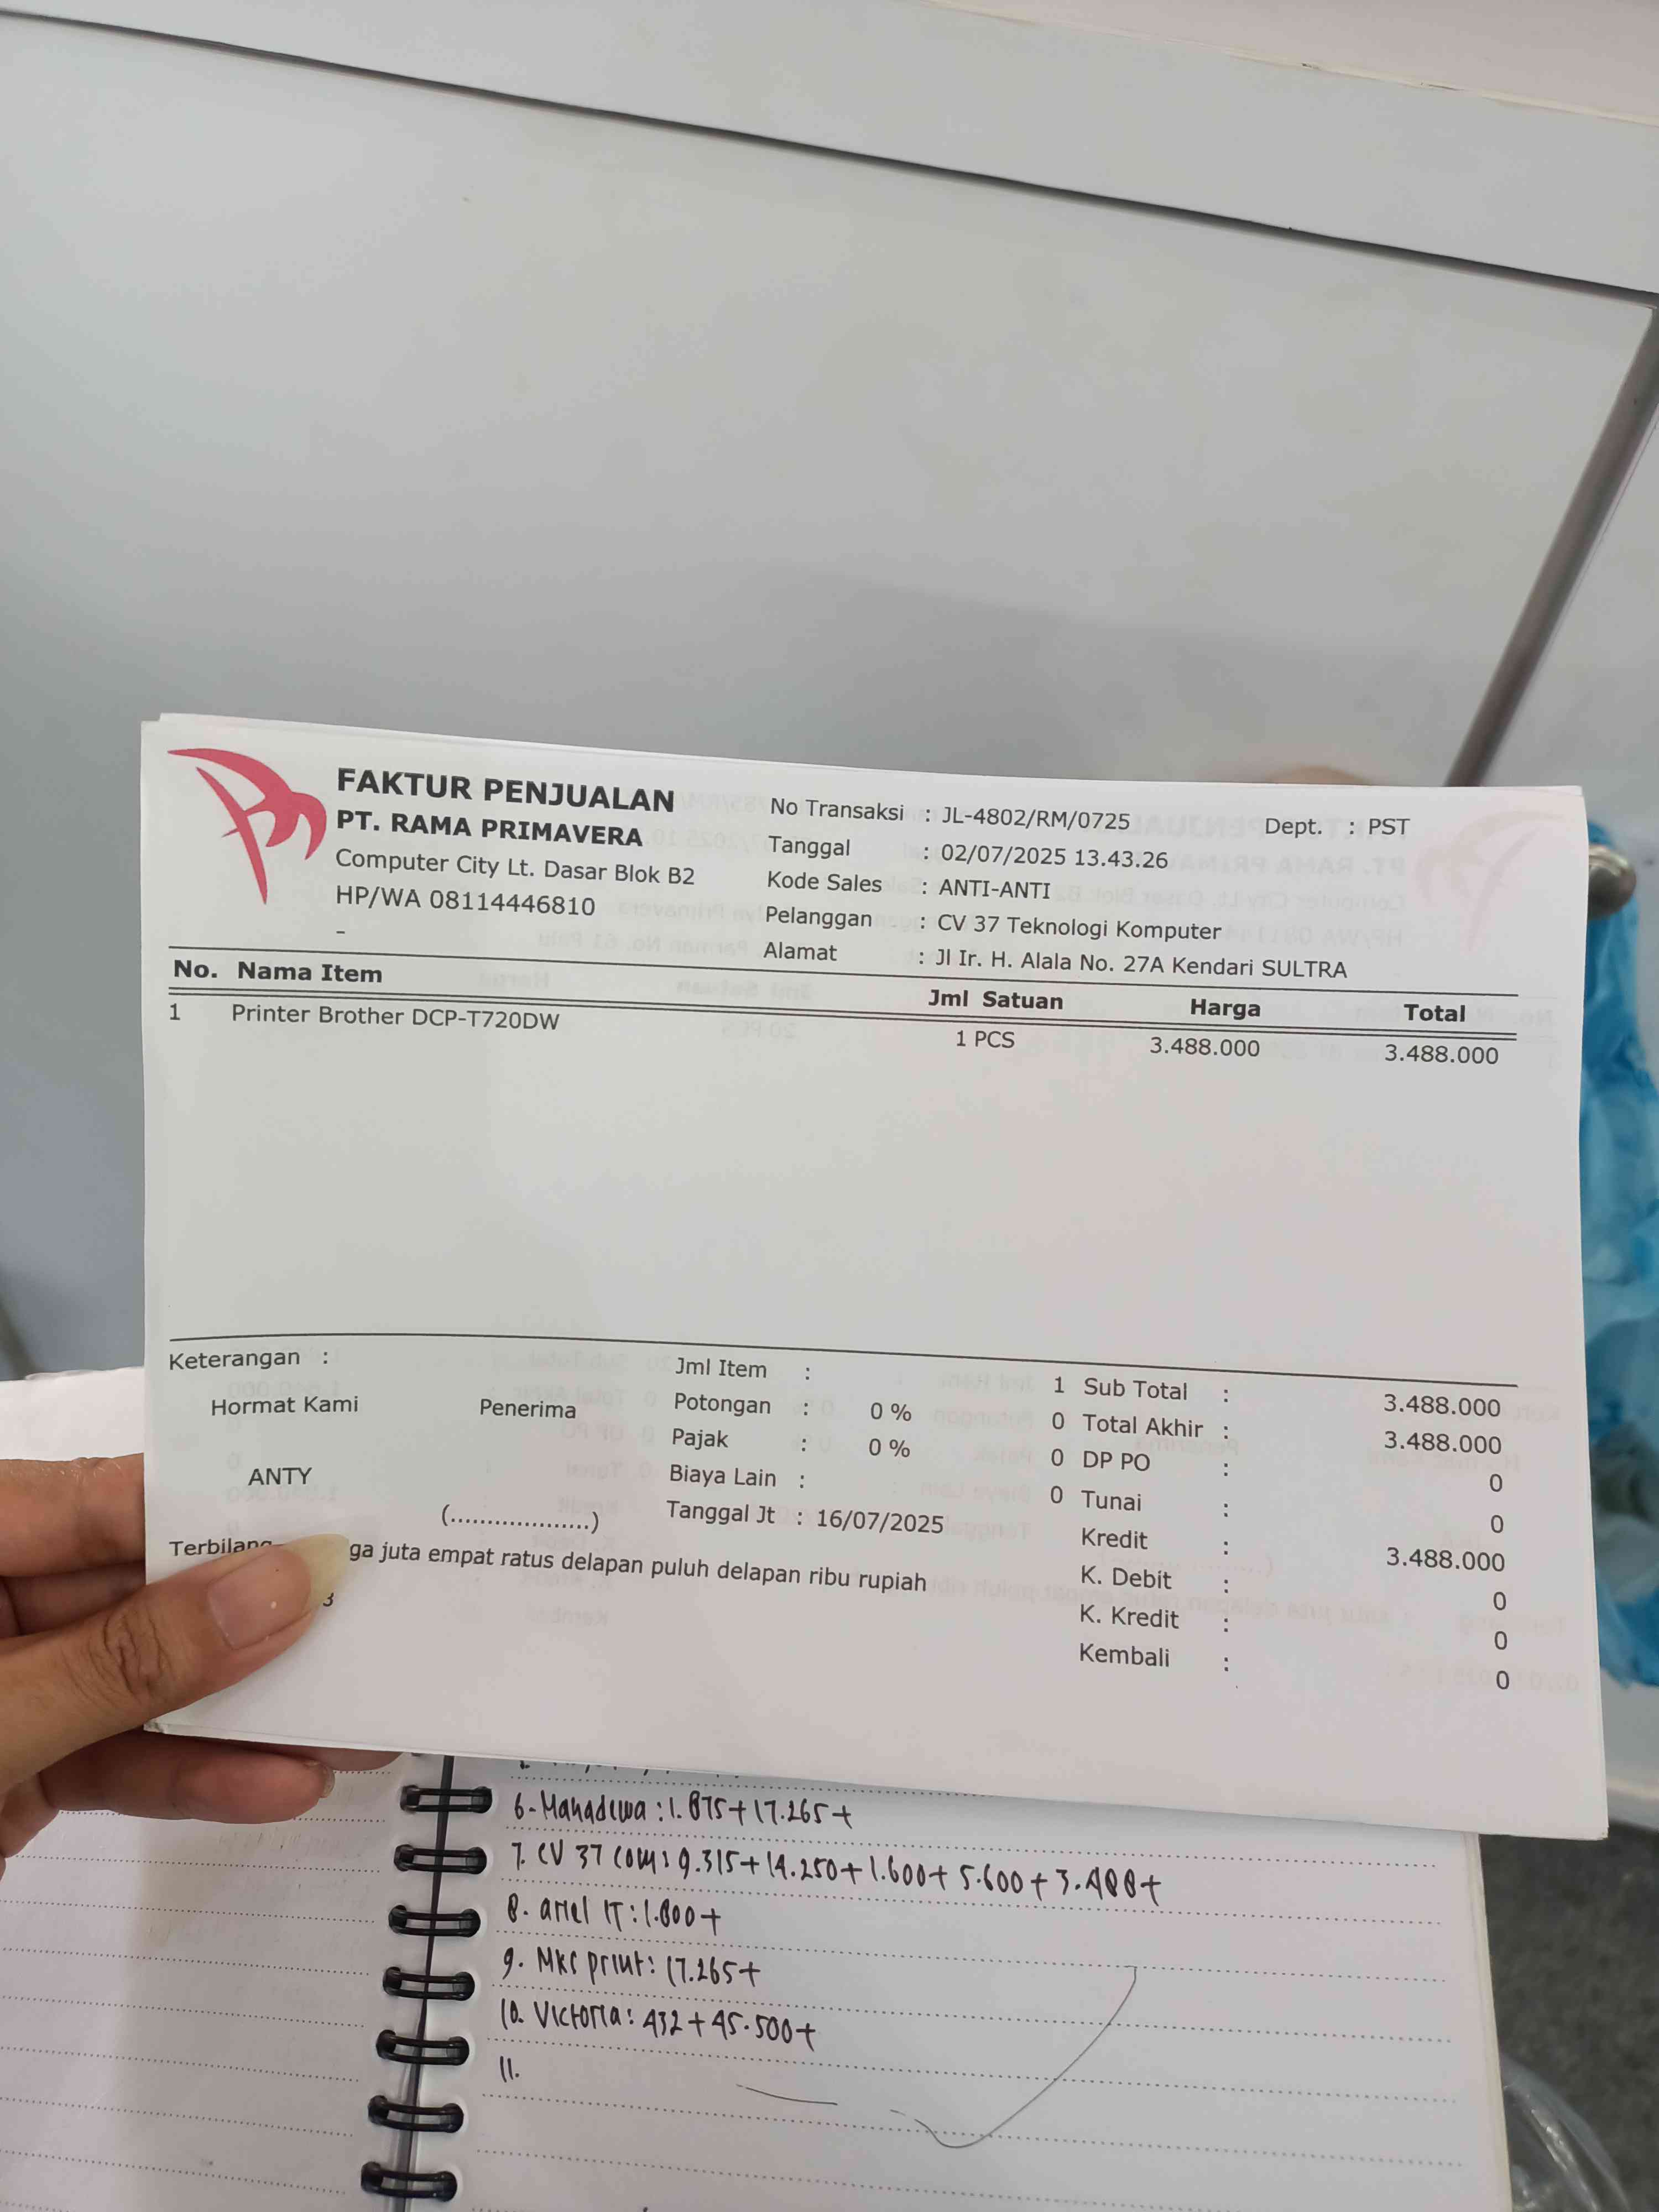 FAKTUR PENJUALAN
PT. RAMA PRIMAVERA
Computer City Lt. Dasar Blok B2
HP/WA 08114446810
-
No Transaksi : JL-4802/RM/0725
Dept. : PST
Tanggal : 02/07/2025 13.43.26
Kode Sales : ANTI-ANTI
Pelanggan : CV 37 Teknologi Komputer
Alamat : Jl Ir. H. Alala No. 27A Kendari SULTRA
No. Nama Item Jml Satuan Harga Total
1 Printer Brother DCP-T720DW 1 PCS 3.488.000 3.488.000
Keterangan :
Hormat Kami Penerima
ANTY
(...................)
Jml Item : 1
Potongan : 0 % 0
Pajak : 0 % 0
Biaya Lain : 0
Tanggal Jt : 16/07/2025
Sub Total : 3.488.000
Total Akhir : 3.488.000
DP PO : 0
Tunai : 0
Kredit : 3.488.000
K. Debit : 0
K. Kredit : 0
Kembali : 0
juta empat ratus delapan puluh delapan ribu rupiah
6. Mahadewa : 1.875 + 17.265 +
7. CV 37 com : 9.315 + 14.250 + 1.600 + 5.600 + 3.488 +
8. ariel IT : 1.800 +
9. Mks print : 17.265 +
10. Victoria : 432 + 45.500 +
11.